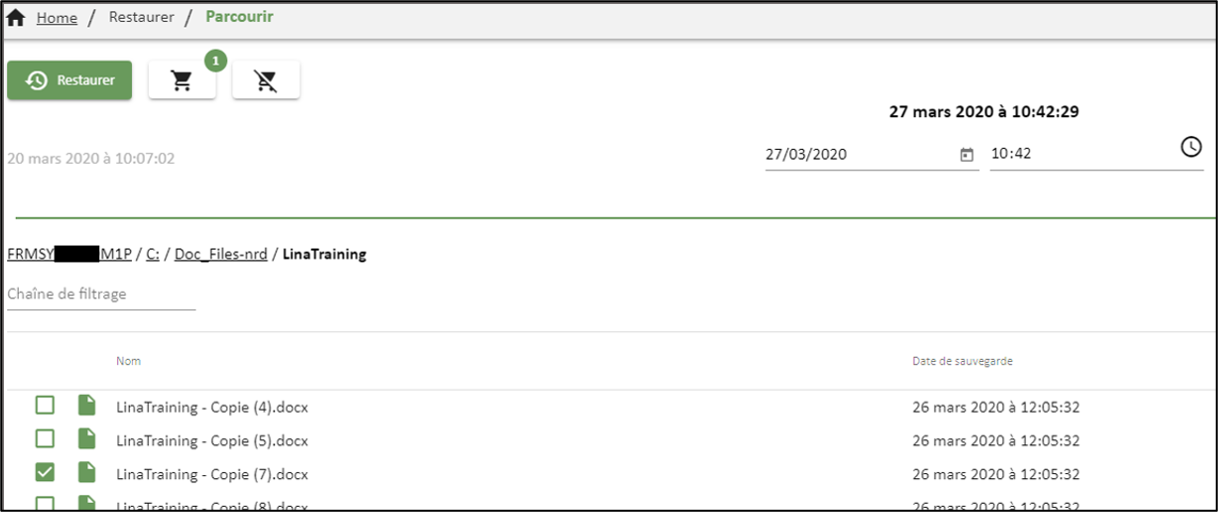 Home / Restaurer / Parcourir
Restaurer 1
27 mars 2020 à 10:42:29
20 mars 2020 à 10:07:02
27/03/2020 10:42
FRMSY M1P / C: / Doc_Files-nrd / LinaTraining
Chaîne de filtrage
Nom Date de sauvegarde
LinaTraining - Copie (4).docx 26 mars 2020 à 12:05:32
LinaTraining - Copie (5).docx 26 mars 2020 à 12:05:32
LinaTraining - Copie (7).docx 26 mars 2020 à 12:05:32
LinaTraining - Copie (8).docx 26 mars 2020 à 12:05:32